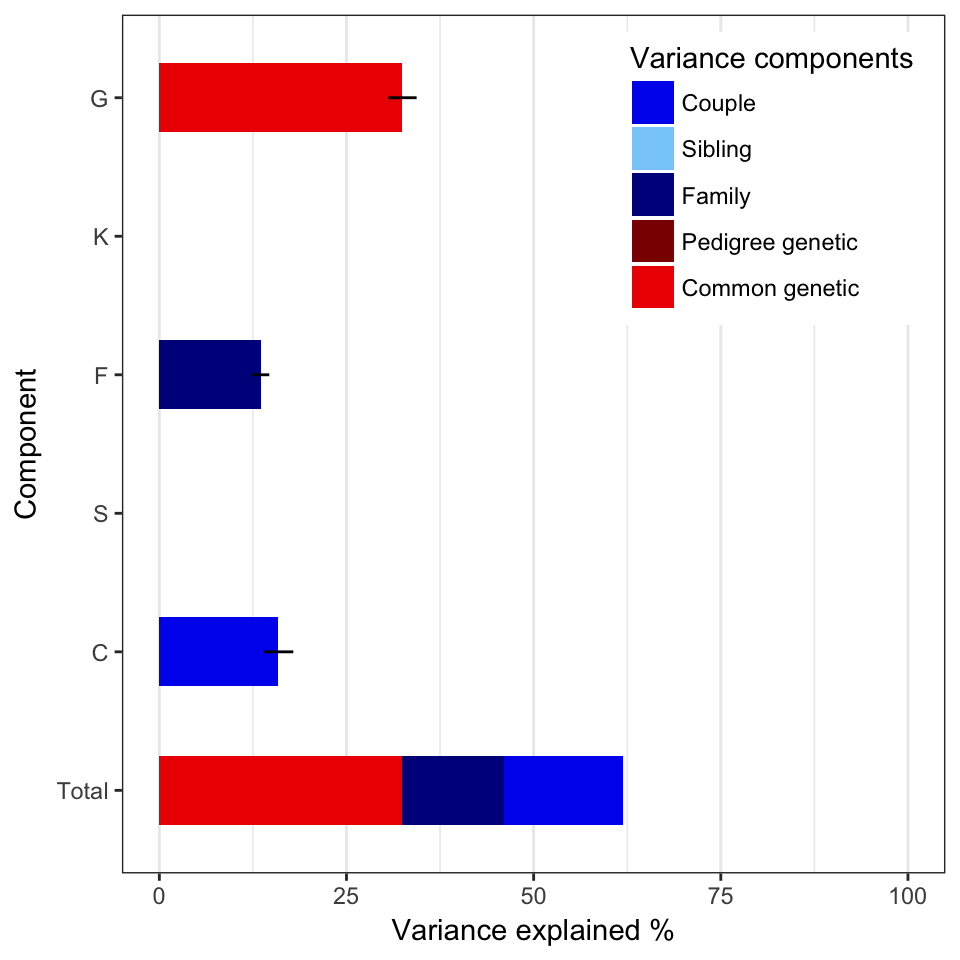 Variance components
Couple
Sibling
Family
Pedigree genetic
Common genetic
Component
G
K
F
S
C
Total
0 25 50 75 100
Variance explained %